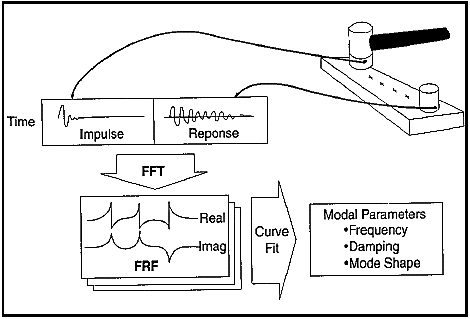 Time
Impulse
Reponse
FFT
Real
Imag
FRF
Curve
Fit
Modal Parameters
•Frequency
•Damping
•Mode Shape